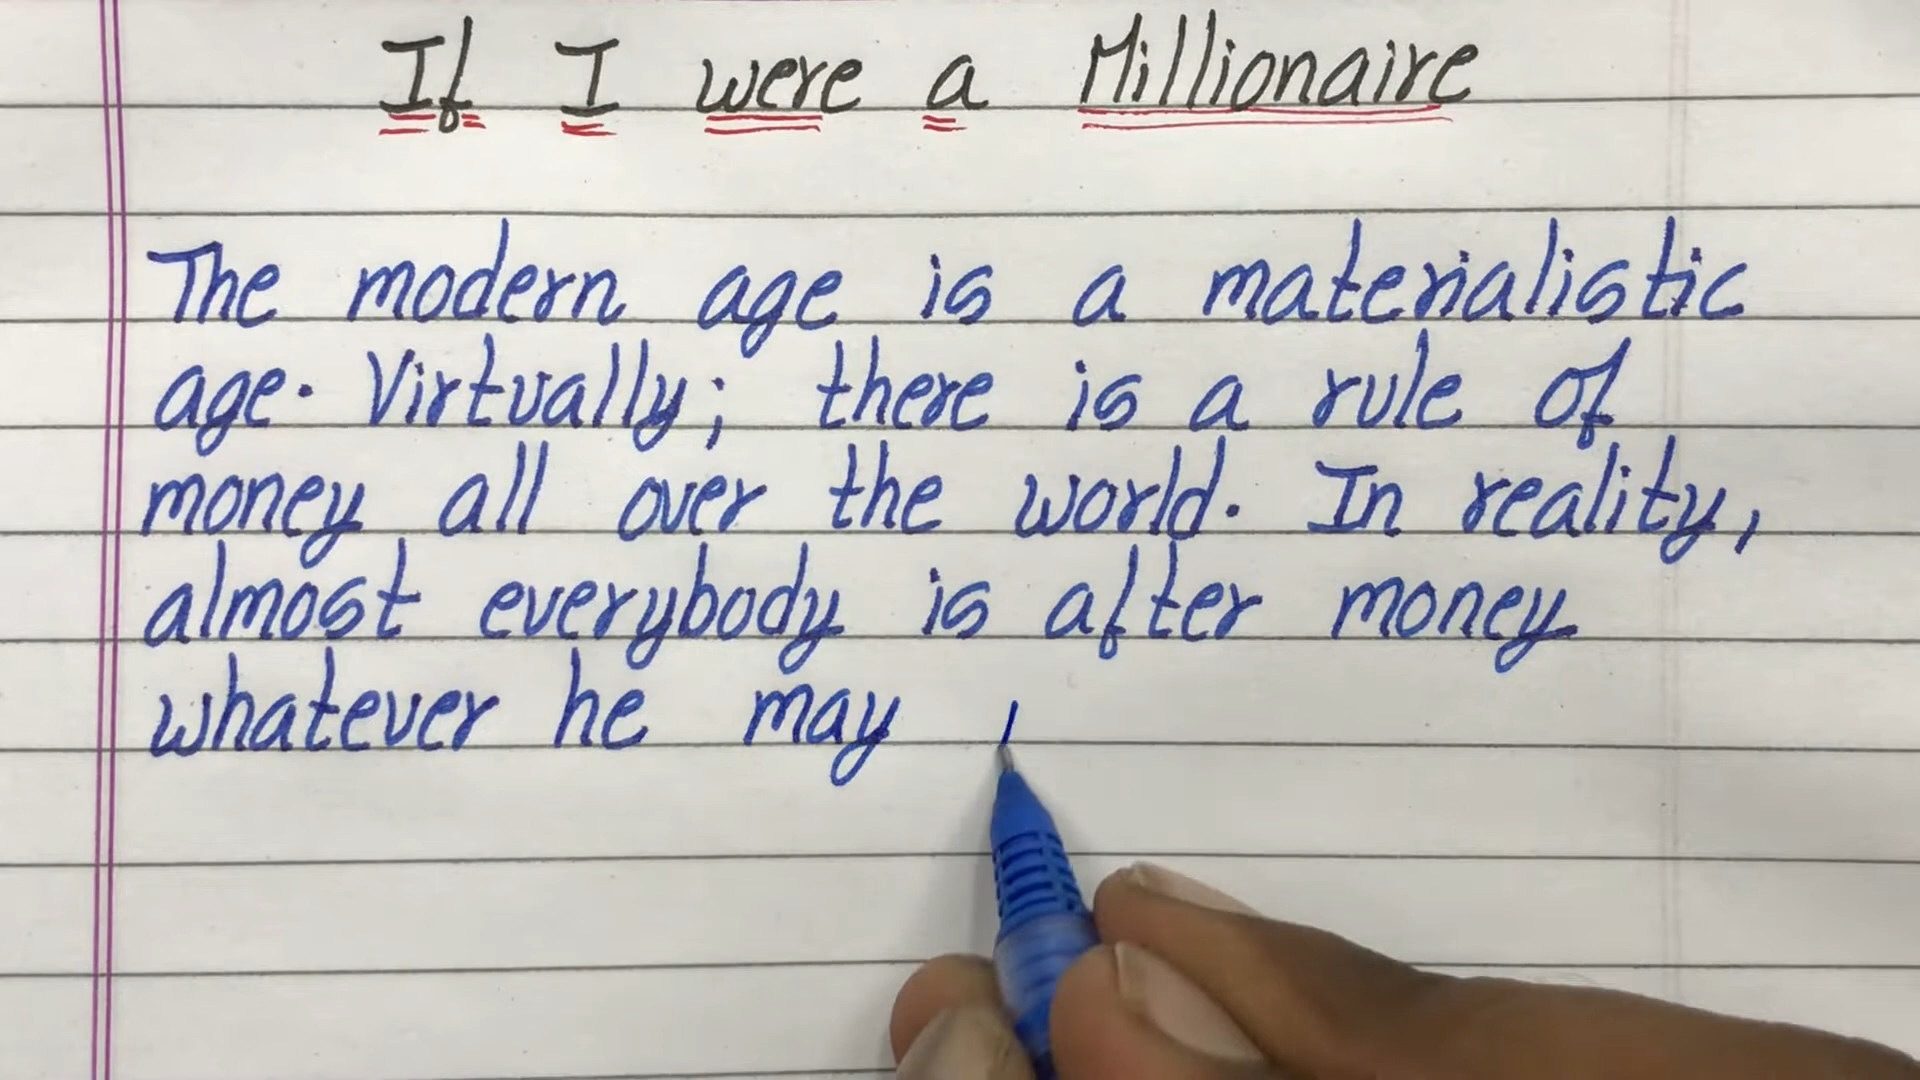 If I were a Millionaire
The modern age is a materialistic
age. Virtually; there is a rule of
money all over the world. In reality,
almost everybody is after money
whatever he may